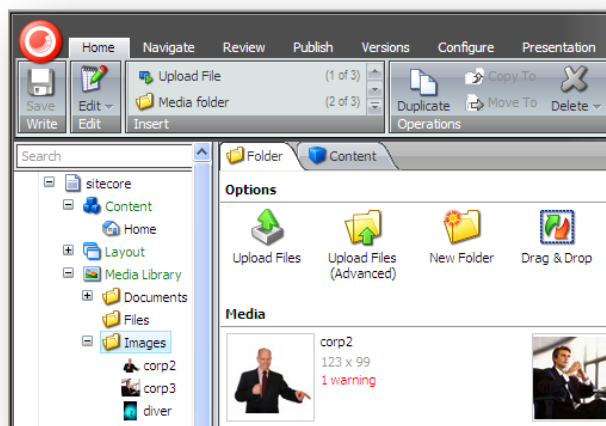 Home Navigate Review Publish Versions Configure Presentation
Upload File (1 of 3)
Media folder (2 of 3)
Save Edit Duplicate Copy To Move To Delete
Write Edit Insert Operations
Search
Folder Content
sitecore
Content
Home
Layout
Media Library
Documents
Files
Images
corp2
corp3
diver
Options
Upload Files Upload Files (Advanced) New Folder Drag & Drop
Media
corp2
123 x 99
1 warning